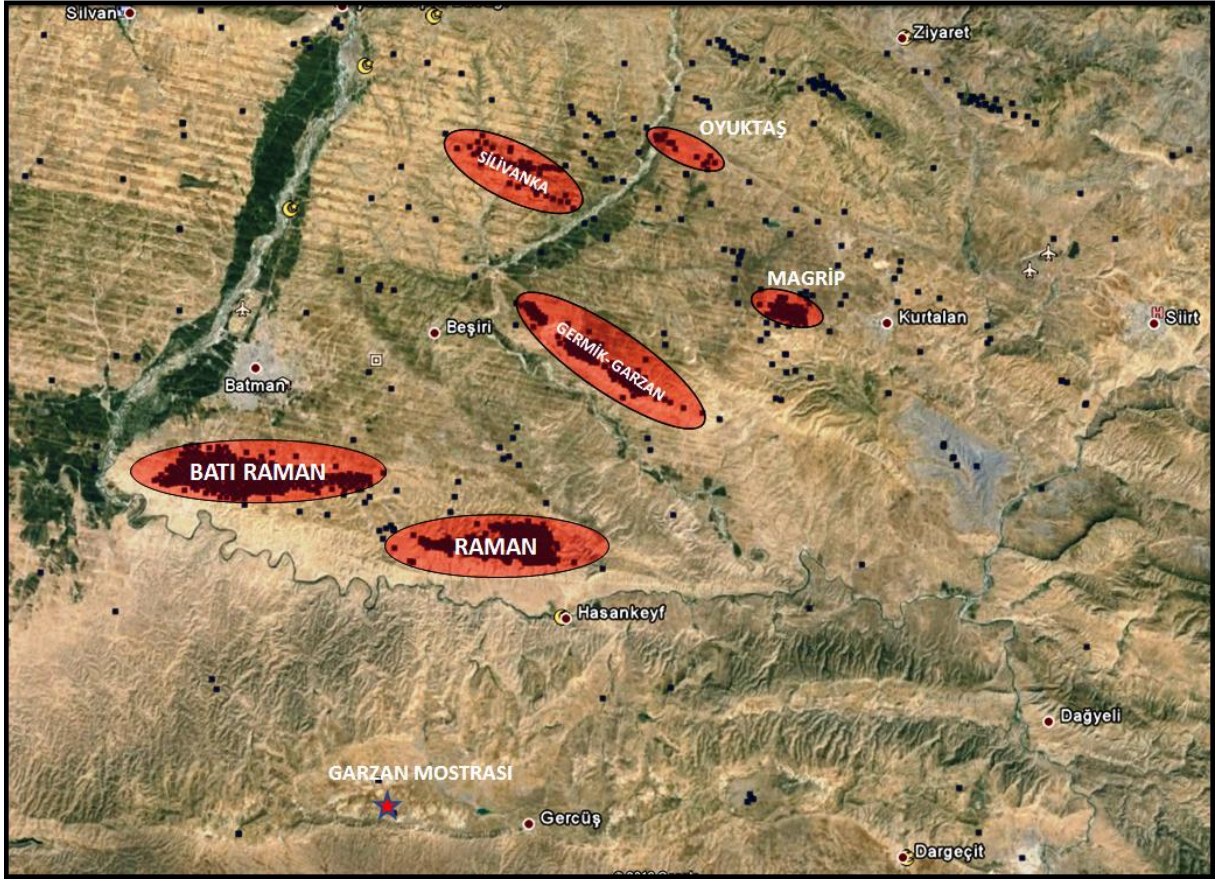 Silvan
Ziyaret
OYUKTAŞ
SİLİVANKA
MAGRİP
Kurtalan
Siirt
Beşiri
GERMİK-GARZAN
Batman
BATI RAMAN
RAMAN
Hasankeyf
Dağyeli
GARZAN MOSTRASI
Gercüş
Dargeçit